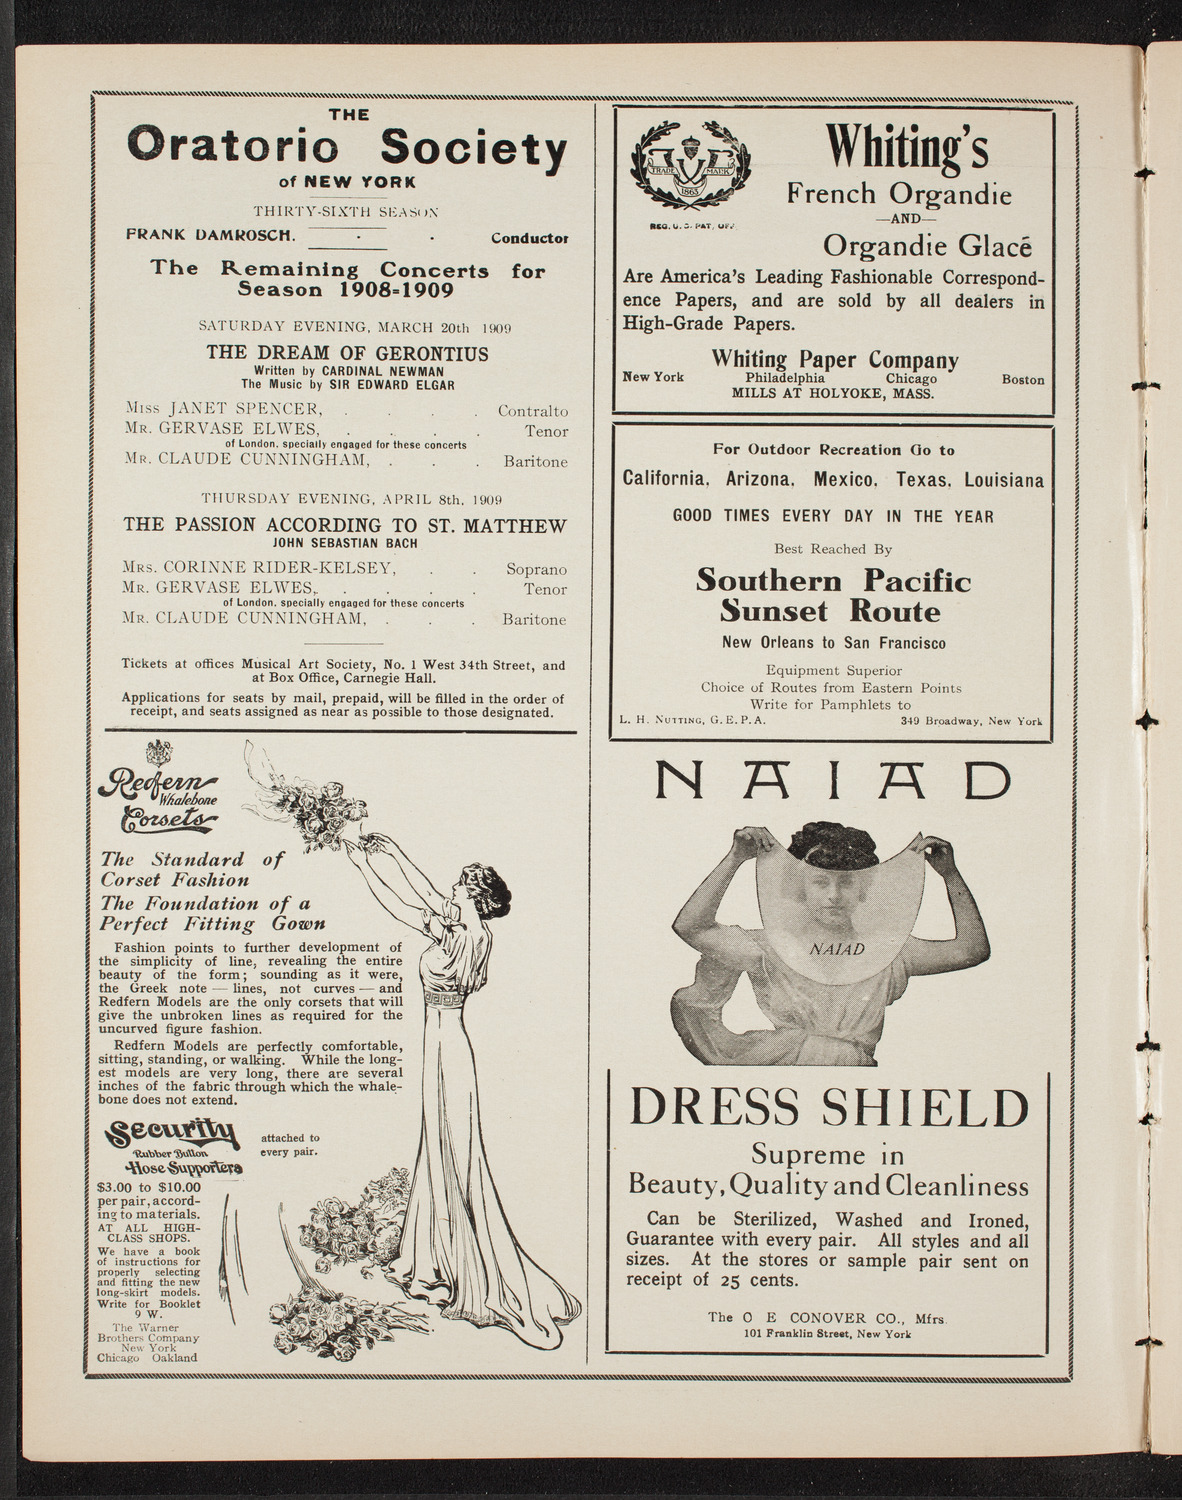 THE
Oratorio Society
of NEW YORK
THIRTY-SIXTH SEASON
FRANK DAMROSCH, . . Conductor
The Remaining Concerts for
Season 1908=1909
SATURDAY EVENING, MARCH 20th 1909
THE DREAM OF GERONTIUS
Written by CARDINAL NEWMAN
The Music by SIR EDWARD ELGAR
Miss JANET SPENCER, . . . . Contralto
Mr. GERVASE ELWES, . . . . Tenor
of London, specially engaged for these concerts
Mr. CLAUDE CUNNINGHAM, . . . Baritone
THURSDAY EVENING, APRIL 8th, 1909
THE PASSION ACCORDING TO ST. MATTHEW
JOHN SEBASTIAN BACH
Mrs. CORINNE RIDER-KELSEY, . . Soprano
Mr. GERVASE ELWES, . . . . Tenor
of London, specially engaged for these concerts
Mr. CLAUDE CUNNINGHAM, . . . Baritone
Tickets at offices Musical Art Society, No. 1 West 34th Street, and
at Box Office, Carnegie Hall.
Applications for seats by mail, prepaid, will be filled in the order of
receipt, and seats assigned as near as possible to those designated.
Redfern
Whalebone
Corsets
The Standard of
Corset Fashion
The Foundation of a
Perfect Fitting Gown
Fashion points to further development of
the simplicity of line, revealing the entire
beauty of the form; sounding as it were,
the Greek note — lines, not curves — and
Redfern Models are the only corsets that will
give the unbroken lines as required for the
uncurved figure fashion.
Redfern Models are perfectly comfortable,
sitting, standing, or walking. While the long-
est models are very long, there are several
inches of the fabric through which the whale-
bone does not extend.
Security
Rubber Button
Hose Supporters
attached to
every pair.
$3.00 to $10.00
per pair, accord-
ing to materials.
AT ALL HIGH-
CLASS SHOPS.
We have a book
of instructions for
properly selecting
and fitting the new
long-skirt models.
Write for Booklet
9 W.
The Warner
Brothers Company
New York
Chicago Oakland
TRADE MARK
W
1865
REG. U. S. PAT. OFF.
Whiting's
French Organdie
—AND—
Organdie Glacé
Are America's Leading Fashionable Correspond-
ence Papers, and are sold by all dealers in
High-Grade Papers.
Whiting Paper Company
New York Philadelphia Chicago Boston
MILLS AT HOLYOKE, MASS.
For Outdoor Recreation Go to
California, Arizona, Mexico, Texas, Louisiana
GOOD TIMES EVERY DAY IN THE YEAR
Best Reached By
Southern Pacific
Sunset Route
New Orleans to San Francisco
Equipment Superior
Choice of Routes from Eastern Points
Write for Pamphlets to
L. H. Nutting, G. E. P. A. 349 Broadway, New York
NAIAD
NAIAD
DRESS SHIELD
Supreme in
Beauty, Quality and Cleanliness
Can be Sterilized, Washed and Ironed,
Guarantee with every pair. All styles and all
sizes. At the stores or sample pair sent on
receipt of 25 cents.
The O E CONOVER CO., Mfrs.
101 Franklin Street, New York